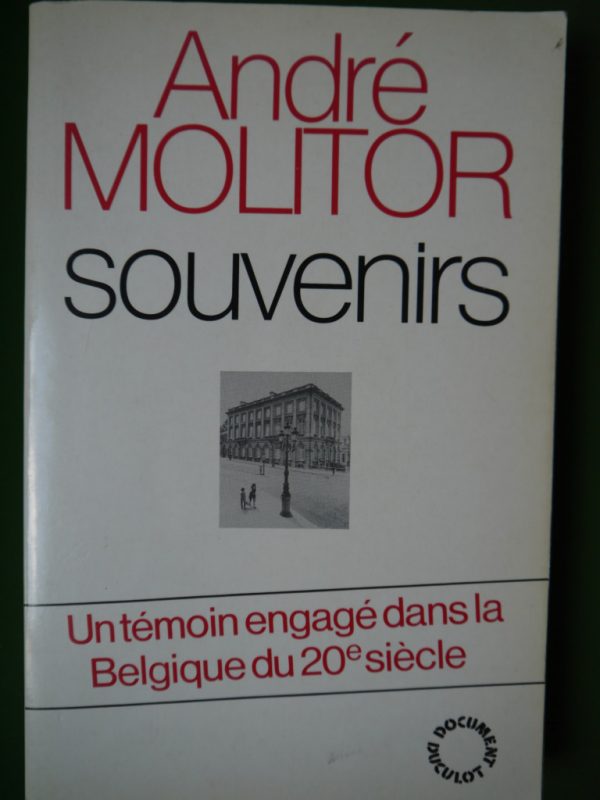 André
MOLITOR
souvenirs
Un témoin engagé dans la
Belgique du 20e siècle
DOCUMENT
DUCULOT